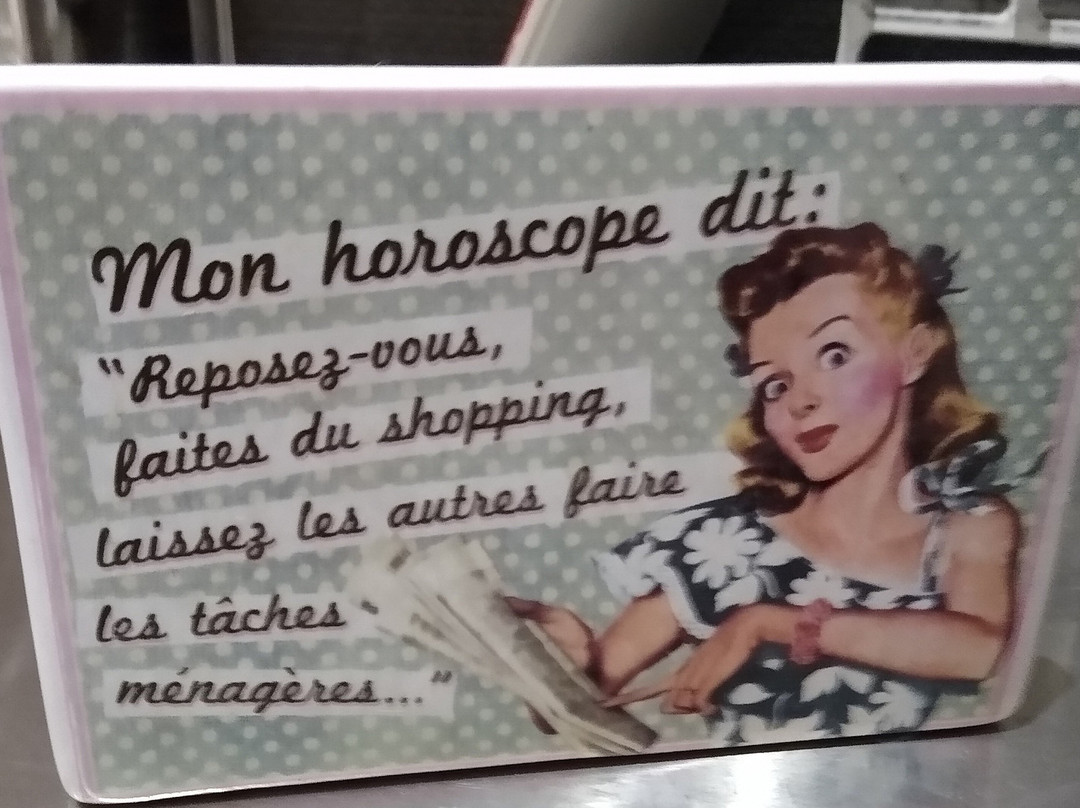 Mon horoscope dit:
"Reposez-vous,
faites du shopping,
laissez les autres faire
les tâches
ménagères..."